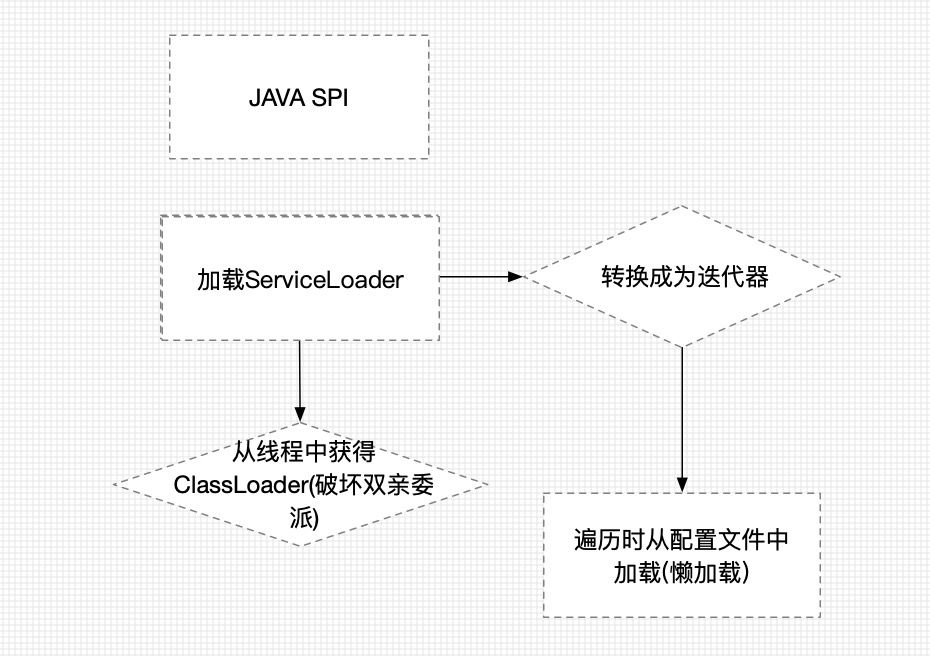 JAVA SPI
加载ServiceLoader
转换成为迭代器
从线程中获得
ClassLoader(破坏双亲委
派)
遍历时从配置文件中
加载(懒加载)